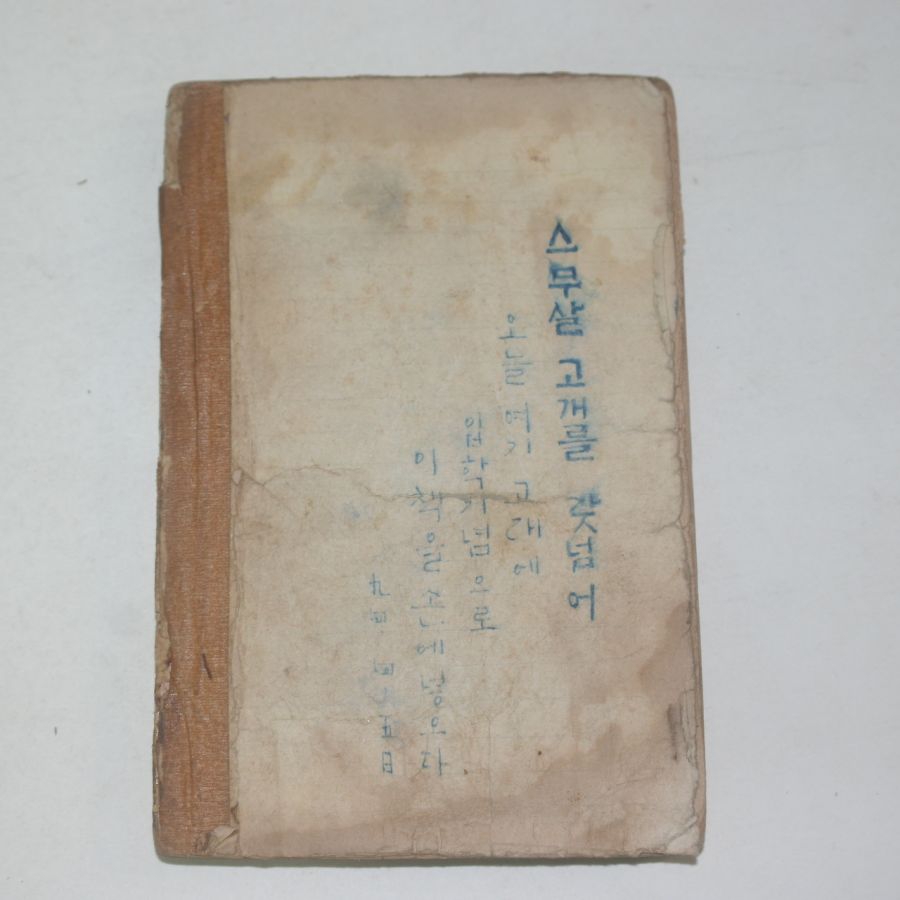 스무살 고개를 갓넘어
오늘 여기 고대에
입학기념으로
이 책을 손에 넣으다
九四. 四. 五日